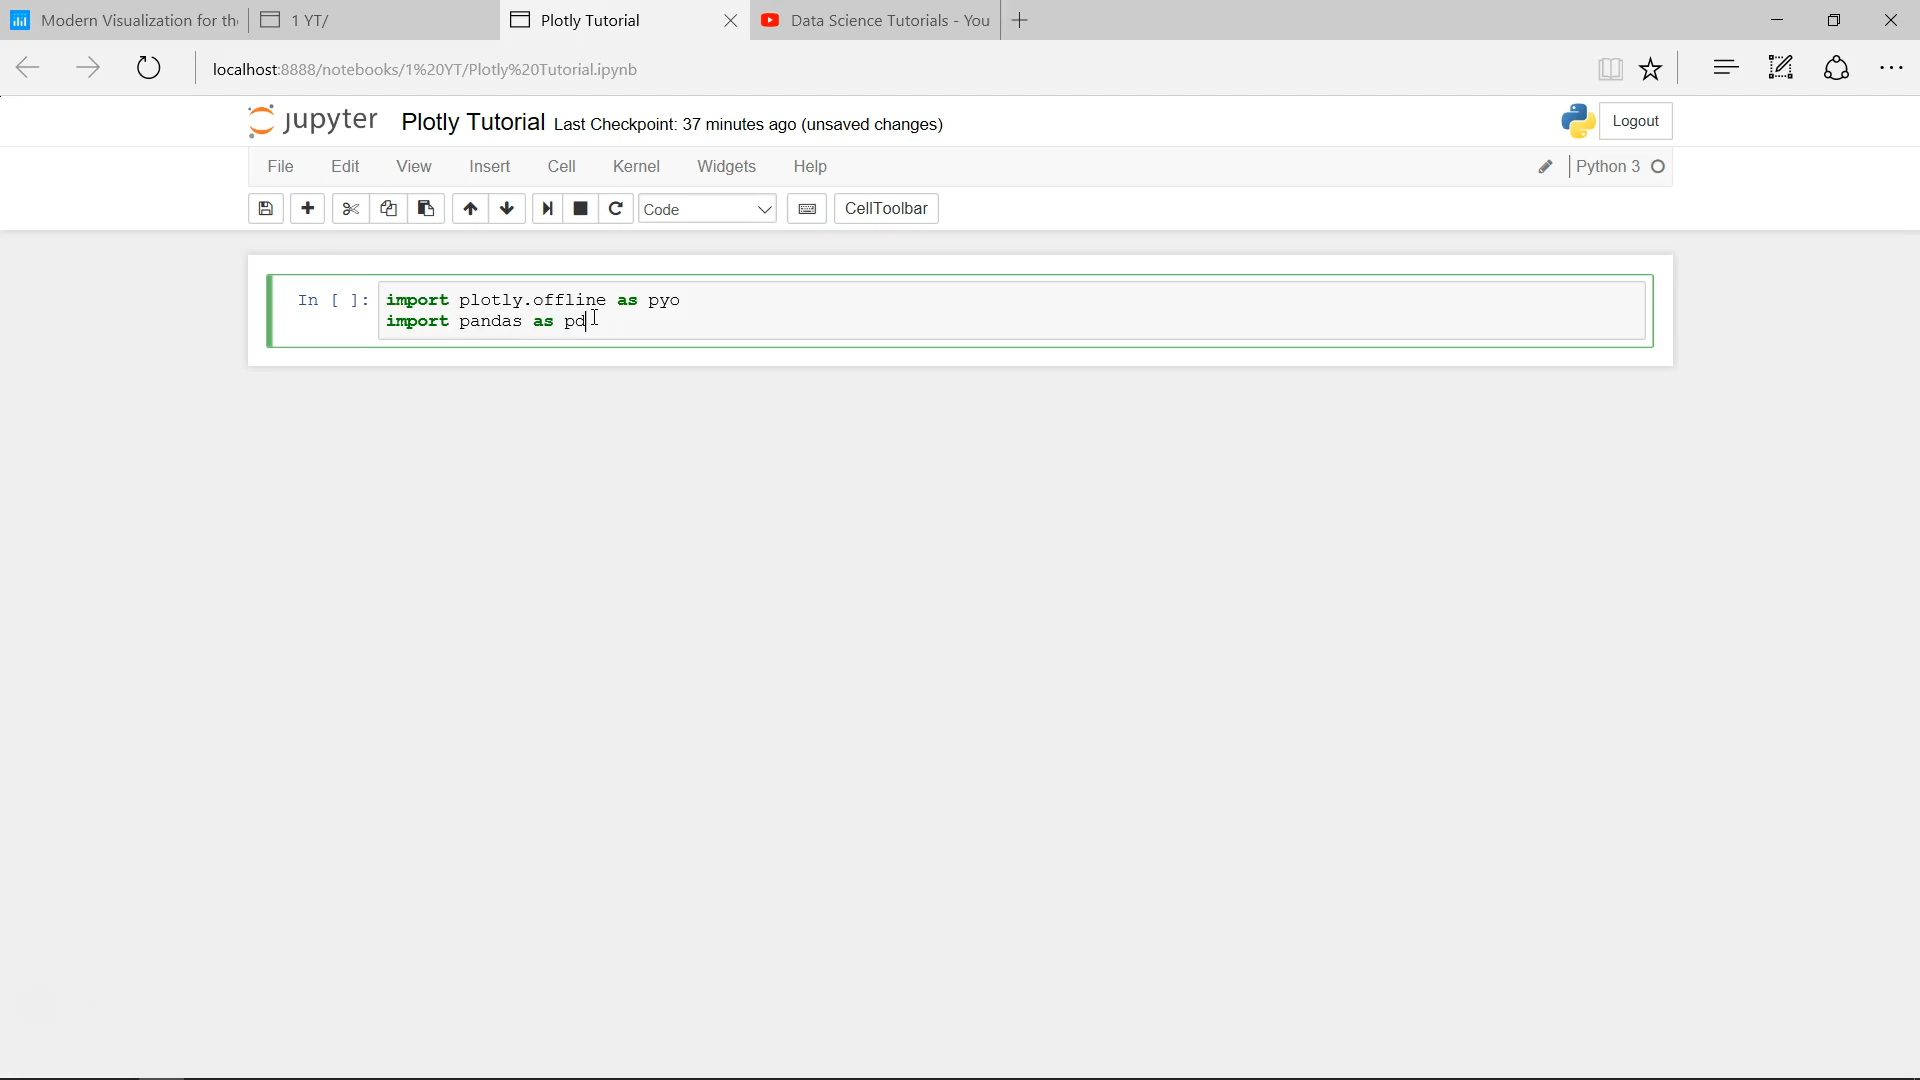 Modern Visualization for the
1 YT/
Plotly Tutorial
Data Science Tutorials - You
localhost:8888/notebooks/1%20YT/Plotly%20Tutorial.ipynb
jupyter
Plotly Tutorial Last Checkpoint: 37 minutes ago (unsaved changes)
Logout
File Edit View Insert Cell Kernel Widgets Help
Python 3
Code
CellToolbar
In [ ]: import plotly.offline as pyo
import pandas as pd